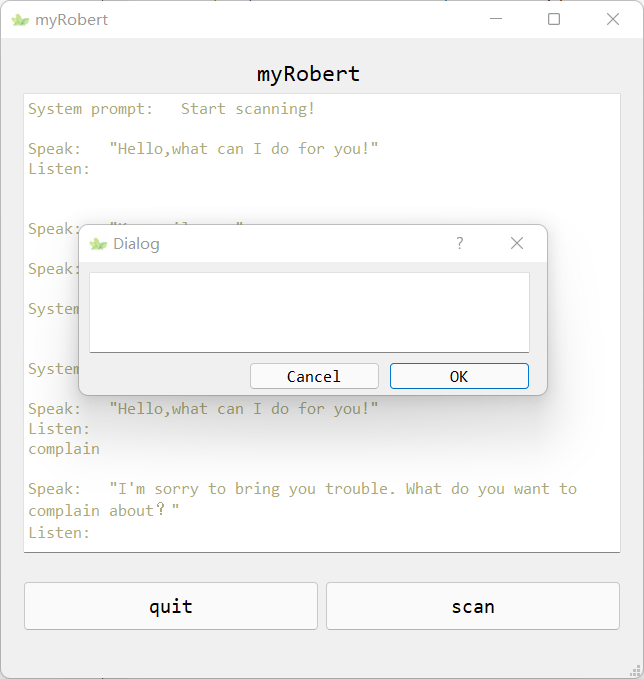 myRobert
myRobert
System prompt:   Start scanning!
Speak:   "Hello,what can I do for you!"
Listen:
Speak:
Dialog
?
Speak:
System
Cancel
OK
System
Speak:   "Hello,what can I do for you!"
Listen:
complain
Speak:   "I'm sorry to bring you trouble. What do you want to
complain about？"
Listen:
quit
scan